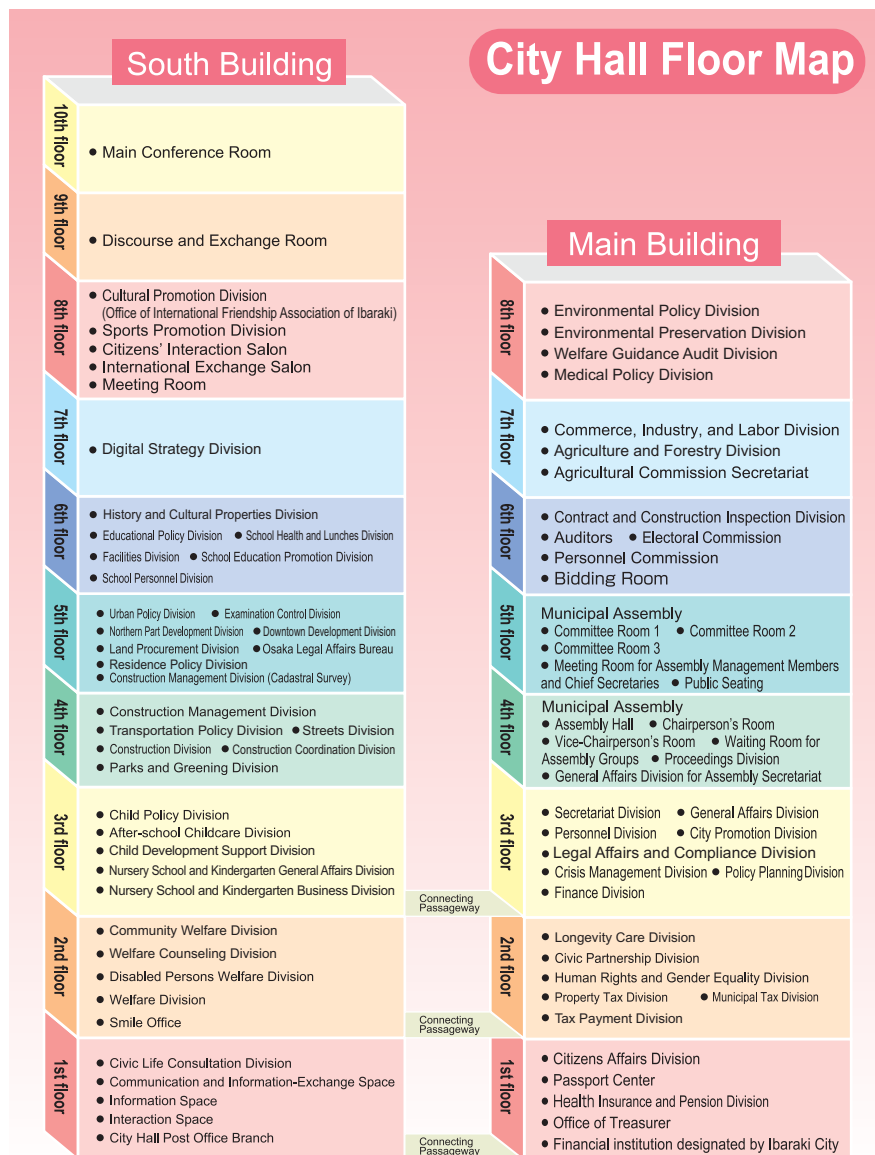 City Hall Floor Map
South Building
10th floor
• Main Conference Room
9th floor
• Discourse and Exchange Room
8th floor
• Cultural Promotion Division
(Office of International Friendship Association of Ibaraki)
• Sports Promotion Division
• Citizens' Interaction Salon
• International Exchange Salon
• Meeting Room
7th floor
• Digital Strategy Division
6th floor
• History and Cultural Properties Division
• Educational Policy Division • School Health and Lunches Division
• Facilities Division • School Education Promotion Division
• School Personnel Division
5th floor
• Urban Policy Division • Examination Control Division
• Northern Part Development Division • Downtown Development Division
• Land Procurement Division • Osaka Legal Affairs Bureau
• Residence Policy Division
• Construction Management Division (Cadastral Survey)
4th floor
• Construction Management Division
• Transportation Policy Division • Streets Division
• Construction Division • Construction Coordination Division
• Parks and Greening Division
3rd floor
• Child Policy Division
• After-school Childcare Division
• Child Development Support Division
• Nursery School and Kindergarten General Affairs Division
• Nursery School and Kindergarten Business Division
2nd floor
• Community Welfare Division
• Welfare Counseling Division
• Disabled Persons Welfare Division
• Welfare Division
• Smile Office
1st floor
• Civic Life Consultation Division
• Communication and Information-Exchange Space
• Information Space
• Interaction Space
• City Hall Post Office Branch
Connecting
Passageway
Connecting
Passageway
Connecting
Passageway
Main Building
8th floor
• Environmental Policy Division
• Environmental Preservation Division
• Welfare Guidance Audit Division
• Medical Policy Division
7th floor
• Commerce, Industry, and Labor Division
• Agriculture and Forestry Division
• Agricultural Commission Secretariat
6th floor
• Contract and Construction Inspection Division
• Auditors • Electoral Commission
• Personnel Commission
• Bidding Room
5th floor
Municipal Assembly
• Committee Room 1 • Committee Room 2
• Committee Room 3
• Meeting Room for Assembly Management Members
and Chief Secretaries • Public Seating
4th floor
Municipal Assembly
• Assembly Hall • Chairperson's Room
• Vice-Chairperson's Room • Waiting Room for
Assembly Groups • Proceedings Division
• General Affairs Division for Assembly Secretariat
3rd floor
• Secretariat Division • General Affairs Division
• Personnel Division • City Promotion Division
• Legal Affairs and Compliance Division
• Crisis Management Division • Policy Planning Division
• Finance Division
2nd floor
• Longevity Care Division
• Civic Partnership Division
• Human Rights and Gender Equality Division
• Property Tax Division • Municipal Tax Division
• Tax Payment Division
1st floor
• Citizens Affairs Division
• Passport Center
• Health Insurance and Pension Division
• Office of Treasurer
• Financial institution designated by Ibaraki City